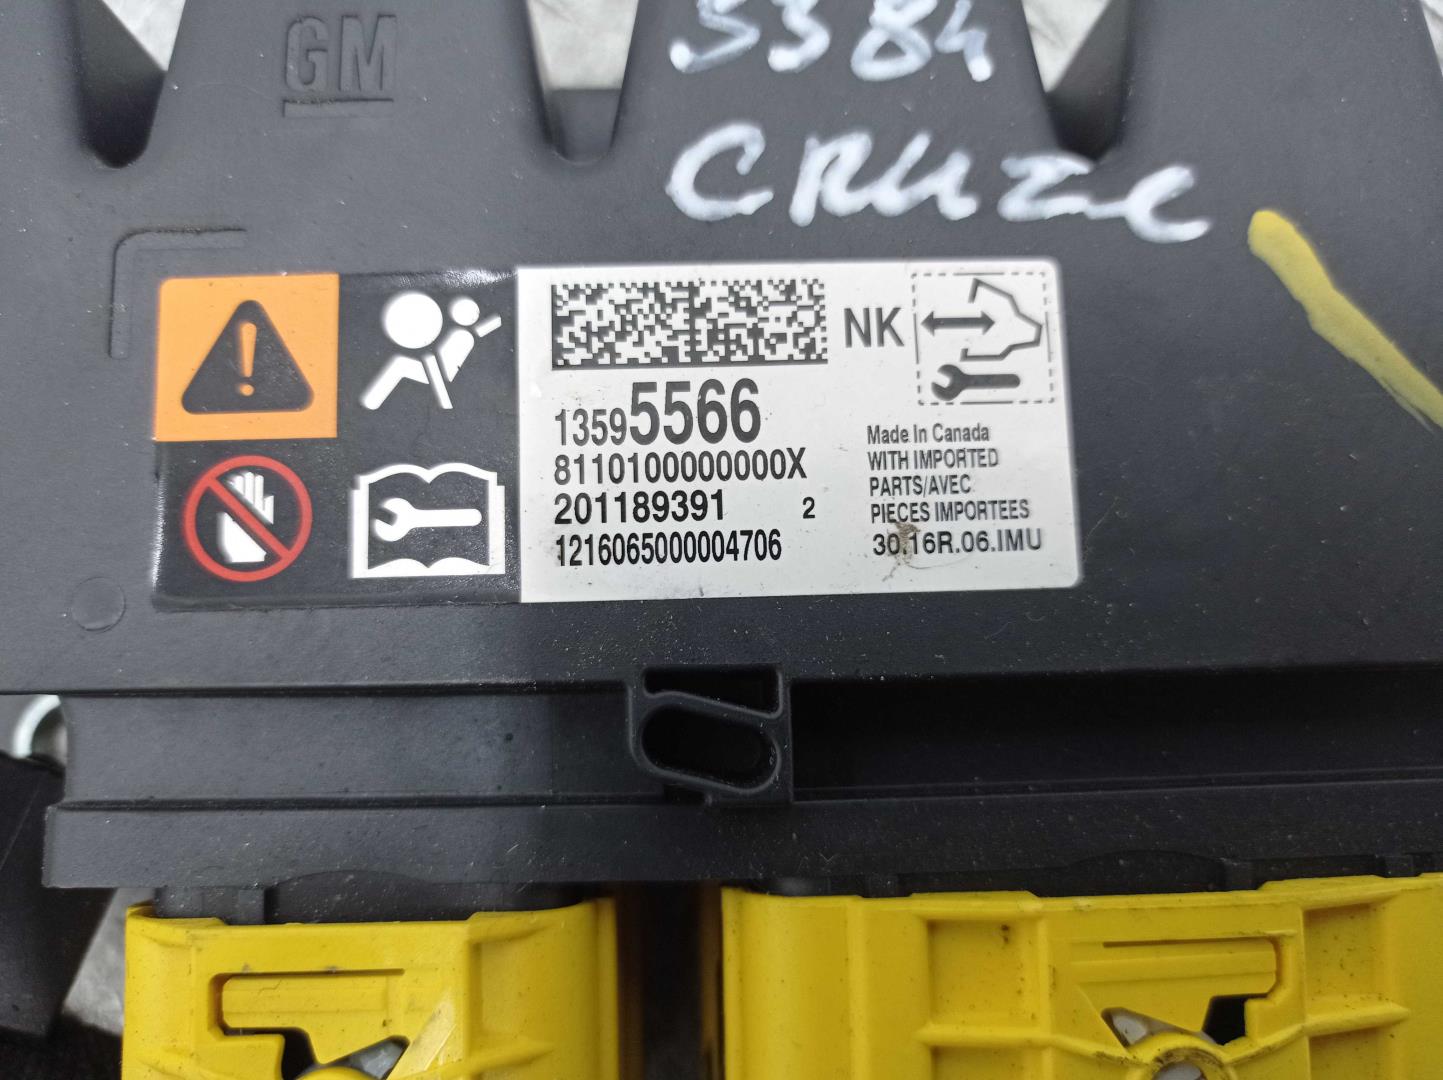 GM
5384
CRUZE
NK
13595566
8110100000000X
201189391 2
1216065000004706
Made In Canada
WITH IMPORTED
PARTS/AVEC
PIECES IMPORTEES
30.16R.06.IMU